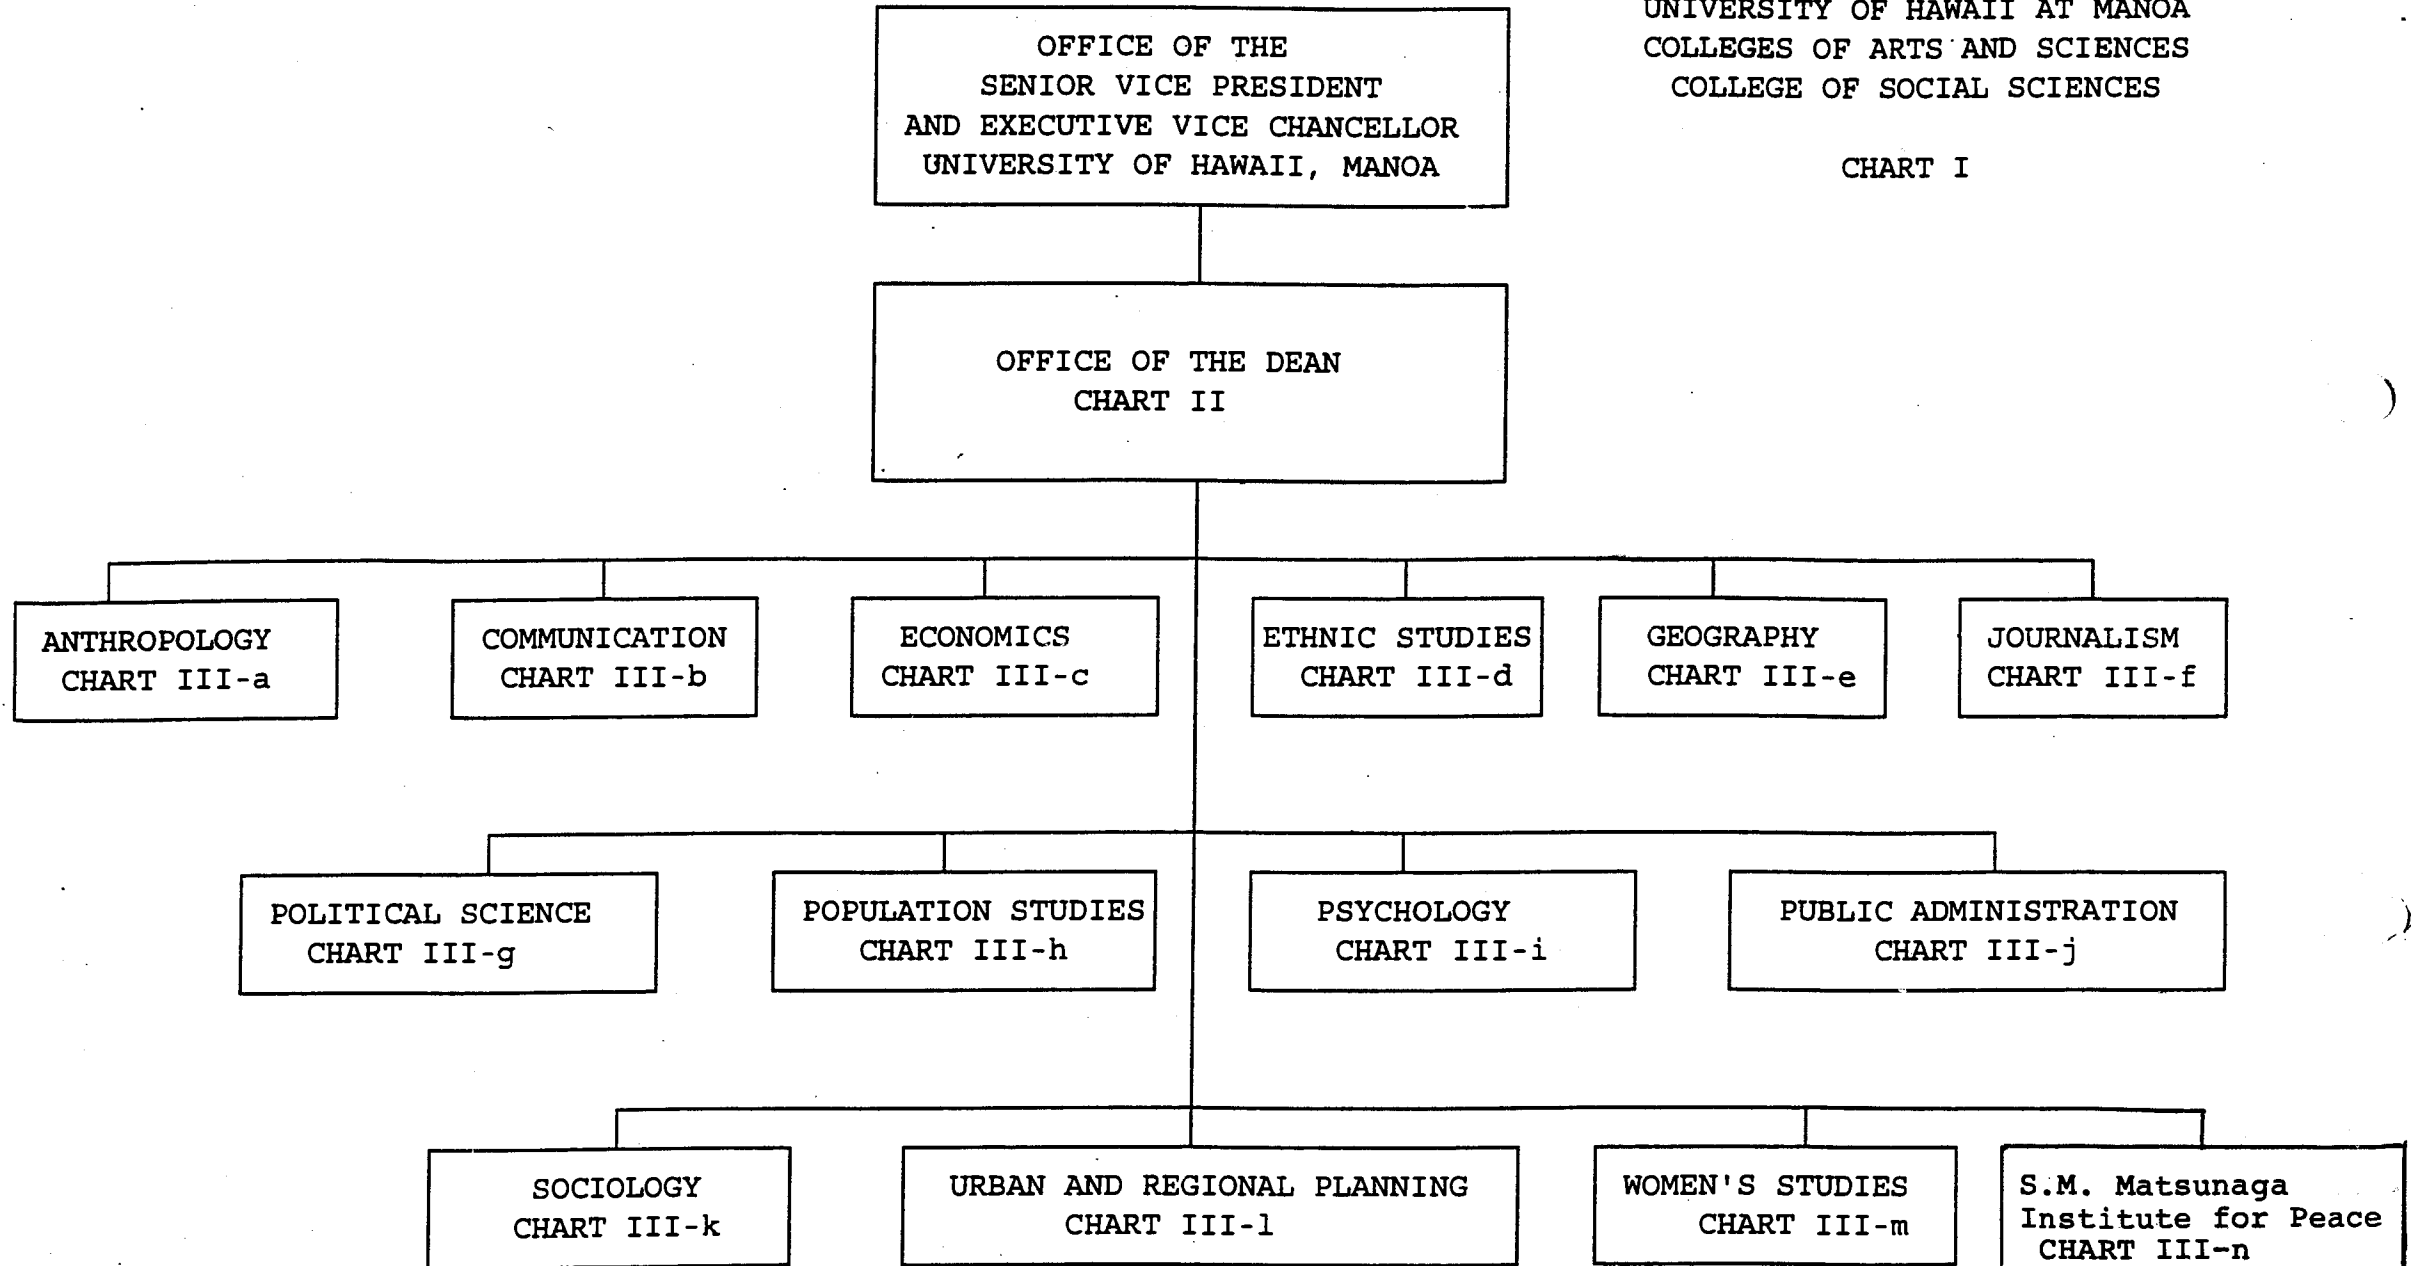 UNIVERSITY OF HAWAII AT MANOA
COLLEGES OF ARTS AND SCIENCES
COLLEGE OF SOCIAL SCIENCES
CHART I
OFFICE OF THE
SENIOR VICE PRESIDENT
AND EXECUTIVE VICE CHANCELLOR
UNIVERSITY OF HAWAII, MANOA
OFFICE OF THE DEAN
CHART II
ANTHROPOLOGY
CHART III-a
COMMUNICATION
CHART III-b
ECONOMICS
CHART III-c
ETHNIC STUDIES
CHART III-d
GEOGRAPHY
CHART III-e
JOURNALISM
CHART III-f
POLITICAL SCIENCE
CHART III-g
POPULATION STUDIES
CHART III-h
PSYCHOLOGY
CHART III-i
PUBLIC ADMINISTRATION
CHART III-j
SOCIOLOGY
CHART III-k
URBAN AND REGIONAL PLANNING
CHART III-l
WOMEN'S STUDIES
CHART III-m
S.M. Matsunaga
Institute for Peace
CHART III-n